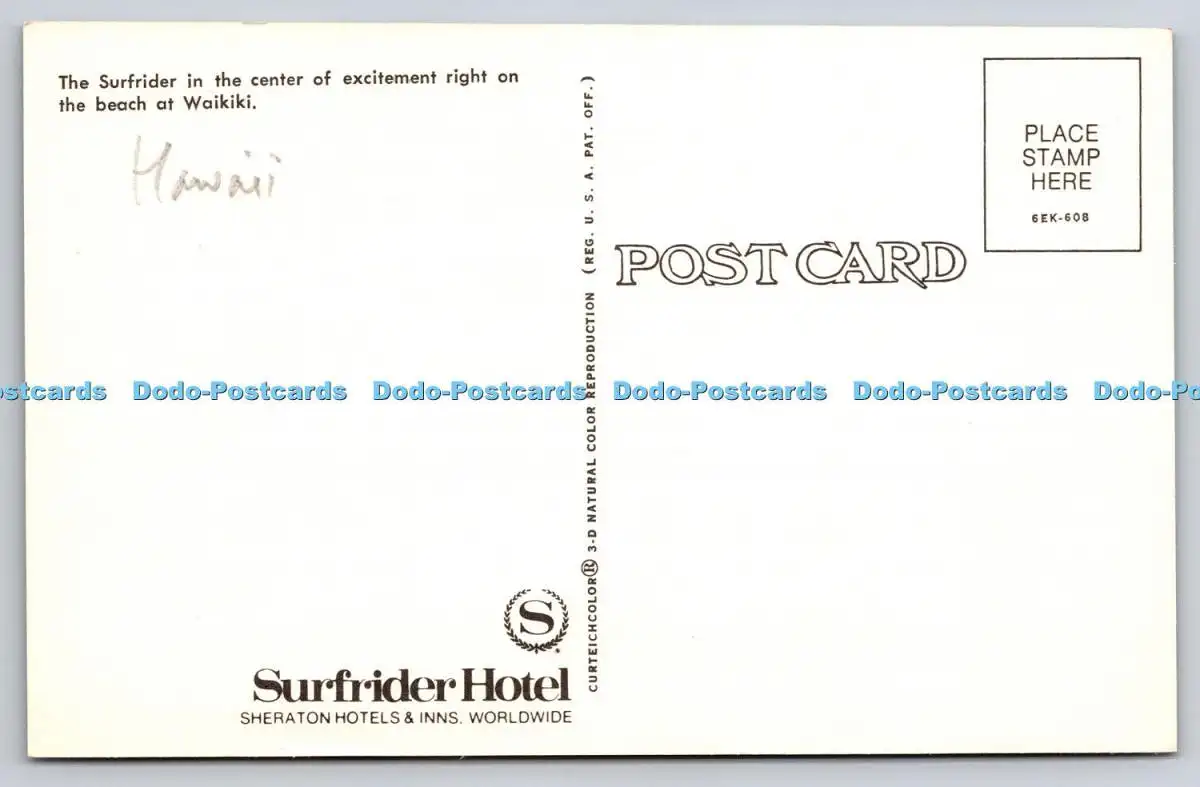 The Surfrider in the center of excitement right on
the beach at Waikiki.
Hawaii
PLACE
STAMP
HERE
6EK-608
POST CARD
CURTEICHCOLOR® 3-D NATURAL COLOR REPRODUCTION (REG. U. S. A. PAT. OFF.)
ostcards Dodo-Postcards Dodo-Postcards Dodo-Postcards Dodo-Postcards Dodo-Po
S
Surfrider Hotel
SHERATON HOTELS & INNS. WORLDWIDE